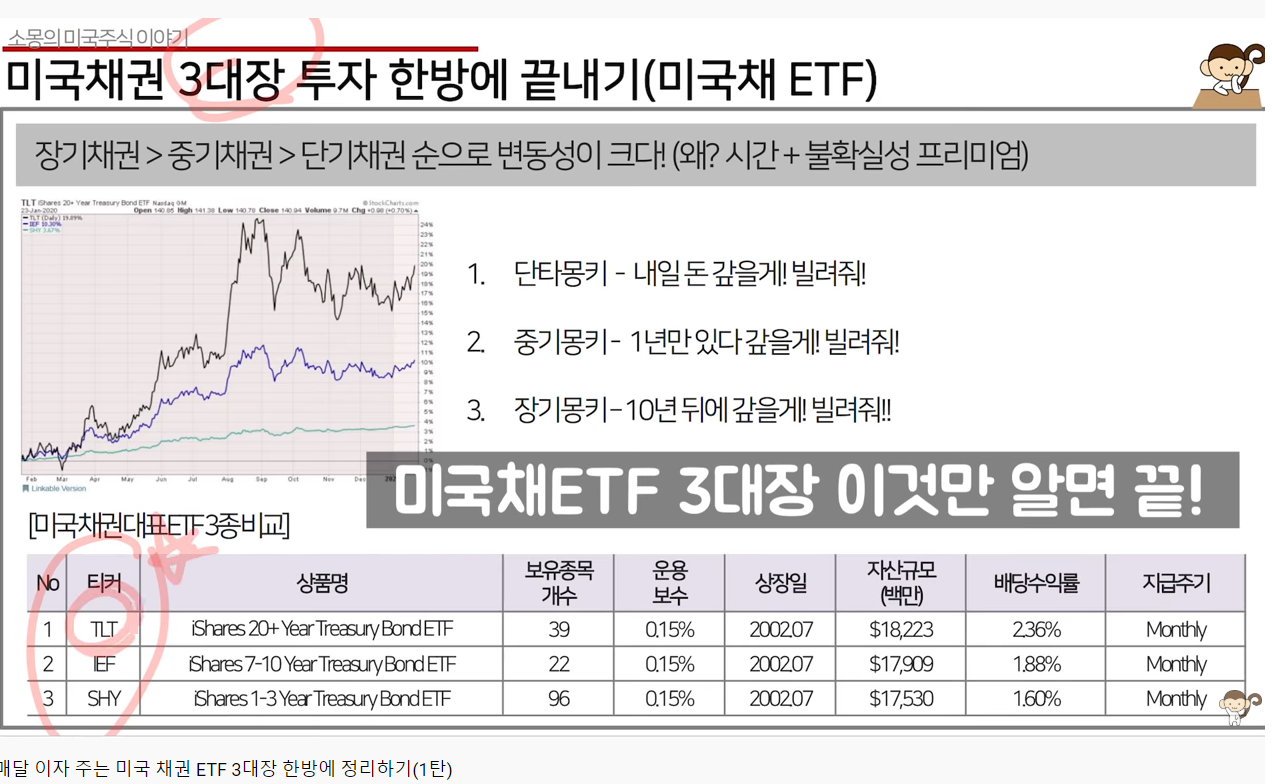 소몽의 미국주식 이야기
미국채권 3대장 투자 한방에 끝내기(미국채 ETF)
장기채권 > 중기채권 > 단기채권 순으로 변동성이 크다! (왜? 시간 + 불확실성 프리미엄)
TLT iShares 20+ Year Treasury Bond ETF Nasdaq GM © StockCharts.com
23-Jan-2020 Open 140.85 High 141.38 Low 140.78 Close 140.94 Volume 9.7M Chg +0.98 (+0.70%)
TLT (Daily) 19.89%
IEF 10.30%
SHY 3.67%
24%
23%
22%
21%
20%
19%
18%
17%
16%
15%
14%
13%
12%
11%
10%
9%
8%
7%
6%
5%
4%
3%
2%
1%
0%
Feb Mar Apr May Jun Jul Aug Sep Oct Nov Dec
Linkable Version
1. 단타몽키 - 내일 돈 갚을게! 빌려줘!
2. 중기몽키 - 1년만 있다 갚을게! 빌려줘!
3. 장기몽키 - 10년 뒤에 갚을게! 빌려줘!!
미국채ETF 3대장 이것만 알면 끝!
[미국채권대표ETF 3종비교]
No 티커 상품명 보유종목 개수 운용 보수 상장일 자산규모 (백만) 배당수익률 지급주기
1 TLT iShares 20+ Year Treasury Bond ETF 39 0.15% 2002.07 $18,223 2.36% Monthly
2 IEF iShares 7-10 Year Treasury Bond ETF 22 0.15% 2002.07 $17,909 1.88% Monthly
3 SHY iShares 1-3 Year Treasury Bond ETF 96 0.15% 2002.07 $17,530 1.60% Monthly
매달 이자 주는 미국 채권 ETF 3대장 한방에 정리하기(1탄)